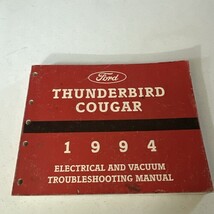 Ford
THUNDERBIRD
COUGAR
1994
ELECTRICAL AND VACUUM
TROUBLESHOOTING MANUAL